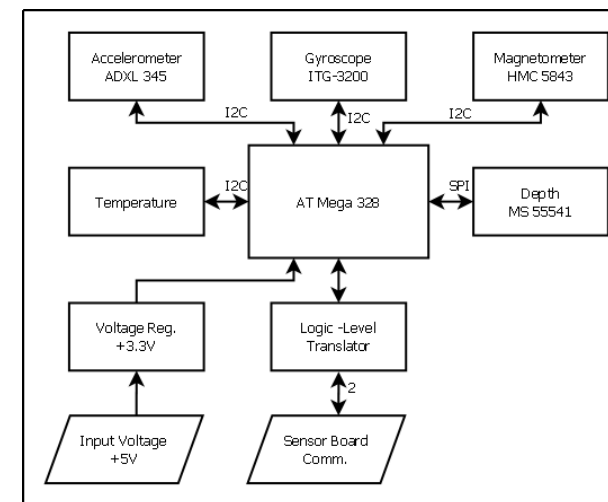 Accelerometer
ADXL 345
Gyroscope
ITG-3200
Magnetometer
HMC 5843
I2C
I2C
I2C
Temperature
I2C
AT Mega 328
SPI
Depth
MS 55541
Voltage Reg.
+3.3V
Logic -Level
Translator
2
Input Voltage
+5V
Sensor Board
Comm.